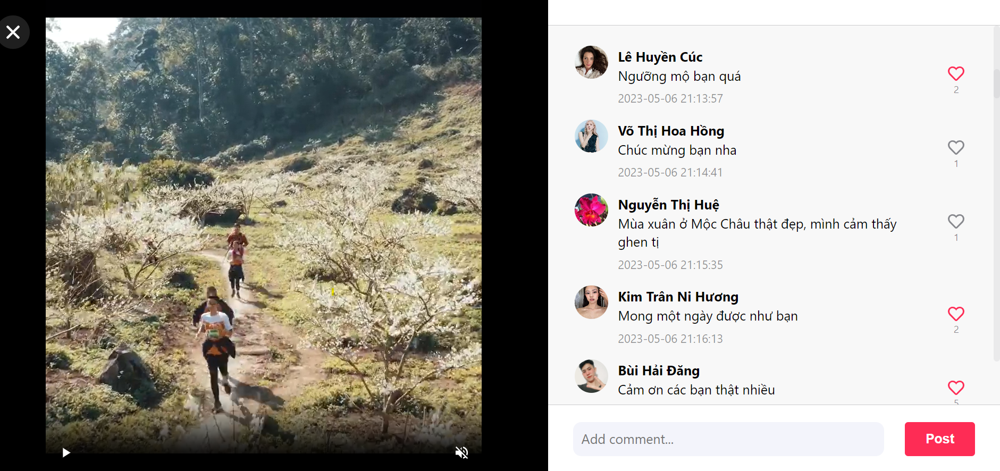 Lê Huyền Cúc
Ngưỡng mộ bạn quá
2023-05-06 21:13:57
2
Võ Thị Hoa Hồng
Chúc mừng bạn nha
2023-05-06 21:14:41
1
Nguyễn Thị Huệ
Mùa xuân ở Mộc Châu thật đẹp, mình cảm thấy
ghen tị
2023-05-06 21:15:35
1
Kim Trân Ni Hương
Mong một ngày được như bạn
2023-05-06 21:16:13
2
Bùi Hải Đăng
Cảm ơn các bạn thật nhiều
5
Add comment...
Post